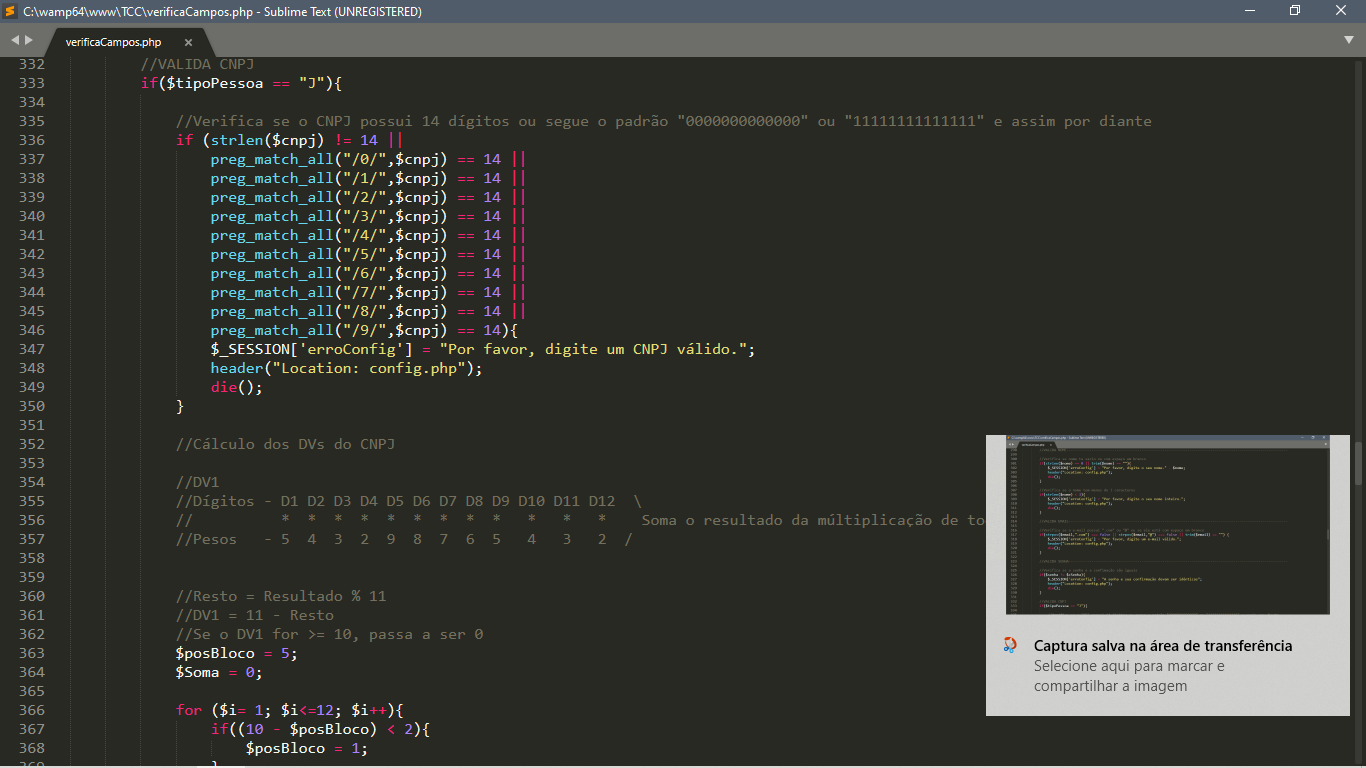 C:\wamp64\www\TCC\verificaCampos.php - Sublime Text (UNREGISTERED)
verificaCampos.php ×
332 //VALIDA CNPJ
333 if($tipoPessoa == "J"){
334
335 //Verifica se o CNPJ possui 14 dígitos ou segue o padrão "0000000000000" ou "11111111111111" e assim por diante
336 if (strlen($cnpj) != 14 ||
337 preg_match_all("/0/",$cnpj) == 14 ||
338 preg_match_all("/1/",$cnpj) == 14 ||
339 preg_match_all("/2/",$cnpj) == 14 ||
340 preg_match_all("/3/",$cnpj) == 14 ||
341 preg_match_all("/4/",$cnpj) == 14 ||
342 preg_match_all("/5/",$cnpj) == 14 ||
343 preg_match_all("/6/",$cnpj) == 14 ||
344 preg_match_all("/7/",$cnpj) == 14 ||
345 preg_match_all("/8/",$cnpj) == 14 ||
346 preg_match_all("/9/",$cnpj) == 14){
347 $_SESSION['erroConfig'] = "Por favor, digite um CNPJ válido.";
348 header("Location: config.php");
349 die();
350 }
351
352 //Cálculo dos DVs do CNPJ
353
354 //DV1
355 //Dígitos - D1 D2 D3 D4 D5 D6 D7 D8 D9 D10 D11 D12 \
356 // * * * * * * * * * * * * Soma o resultado da múltiplicação de to
357 //Pesos - 5 4 3 2 9 8 7 6 5 4 3 2 /
358
359
360 //Resto = Resultado % 11
361 //DV1 = 11 - Resto
362 //Se o DV1 for >= 10, passa a ser 0
363 $posBloco = 5;
364 $Soma = 0;
365
366 for ($i= 1; $i<=12; $i++){
367 if((10 - $posBloco) < 2){
368 $posBloco = 1;
369 }
Captura salva na área de transferência
Selecione aqui para marcar e
compartilhar a imagem